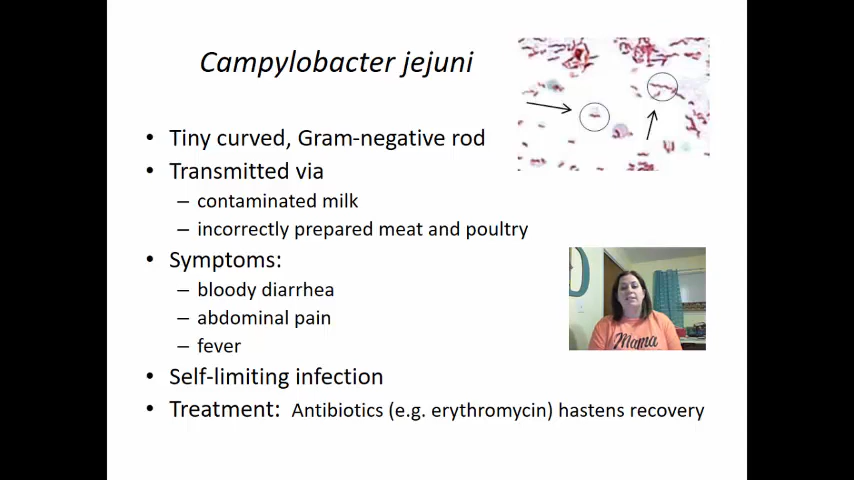 Campylobacter jejuni
• Tiny curved, Gram-negative rod
• Transmitted via
– contaminated milk
– incorrectly prepared meat and poultry
• Symptoms:
– bloody diarrhea
– abdominal pain
– fever
• Self-limiting infection
• Treatment: Antibiotics (e.g. erythromycin) hastens recovery
Mama